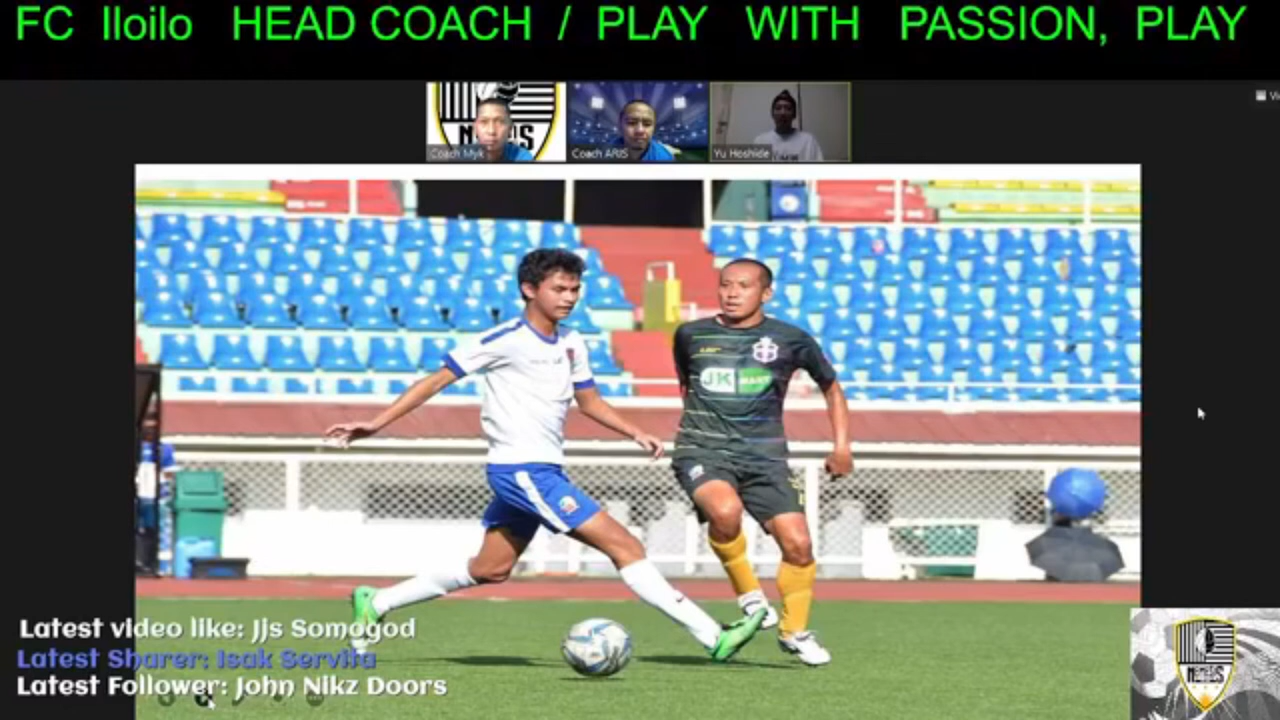 FC Iloilo HEAD COACH / PLAY WITH PASSION, PLAY
Coach Myk
Coach ARIS
Yu Hoshide
JK
Latest video like: Jjs Somogod
Latest Sharer: Isak Servita
Latest Follower: John Nikz Doors